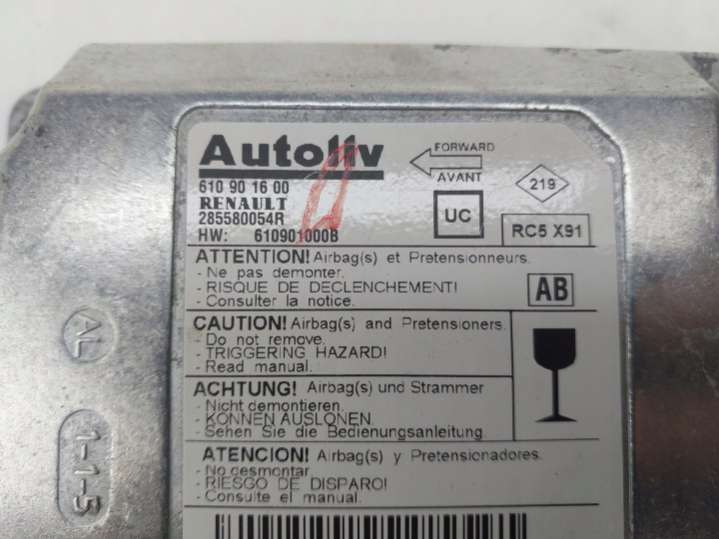 Autoliv
FORWARD
AVANT
219
610 90 16 00
RENAULT
285580054R
HW: 610901000B
UC
RC5 X91
ATTENTION! Airbag(s) et Pretensionneurs.
- Ne pas demonter.
- RISQUE DE DECLENCHEMENT!
- Consulter la notice.
AB
CAUTION! Airbag(s) and Pretensioners.
- Do not remove.
- TRIGGERING HAZARD!
- Read manual.
ACHTUNG! Airbag(s) und Strammer
- Nicht demontieren.
- KONNEN AUSLONEN.
- Sehen Sie die Bedienungsanleitung
ATENCION! Airbag(s) y Pretensionadores.
- No desmontar.
- RIESGO DE DISPARO!
- Consulte el manual.
AL
1-1-5